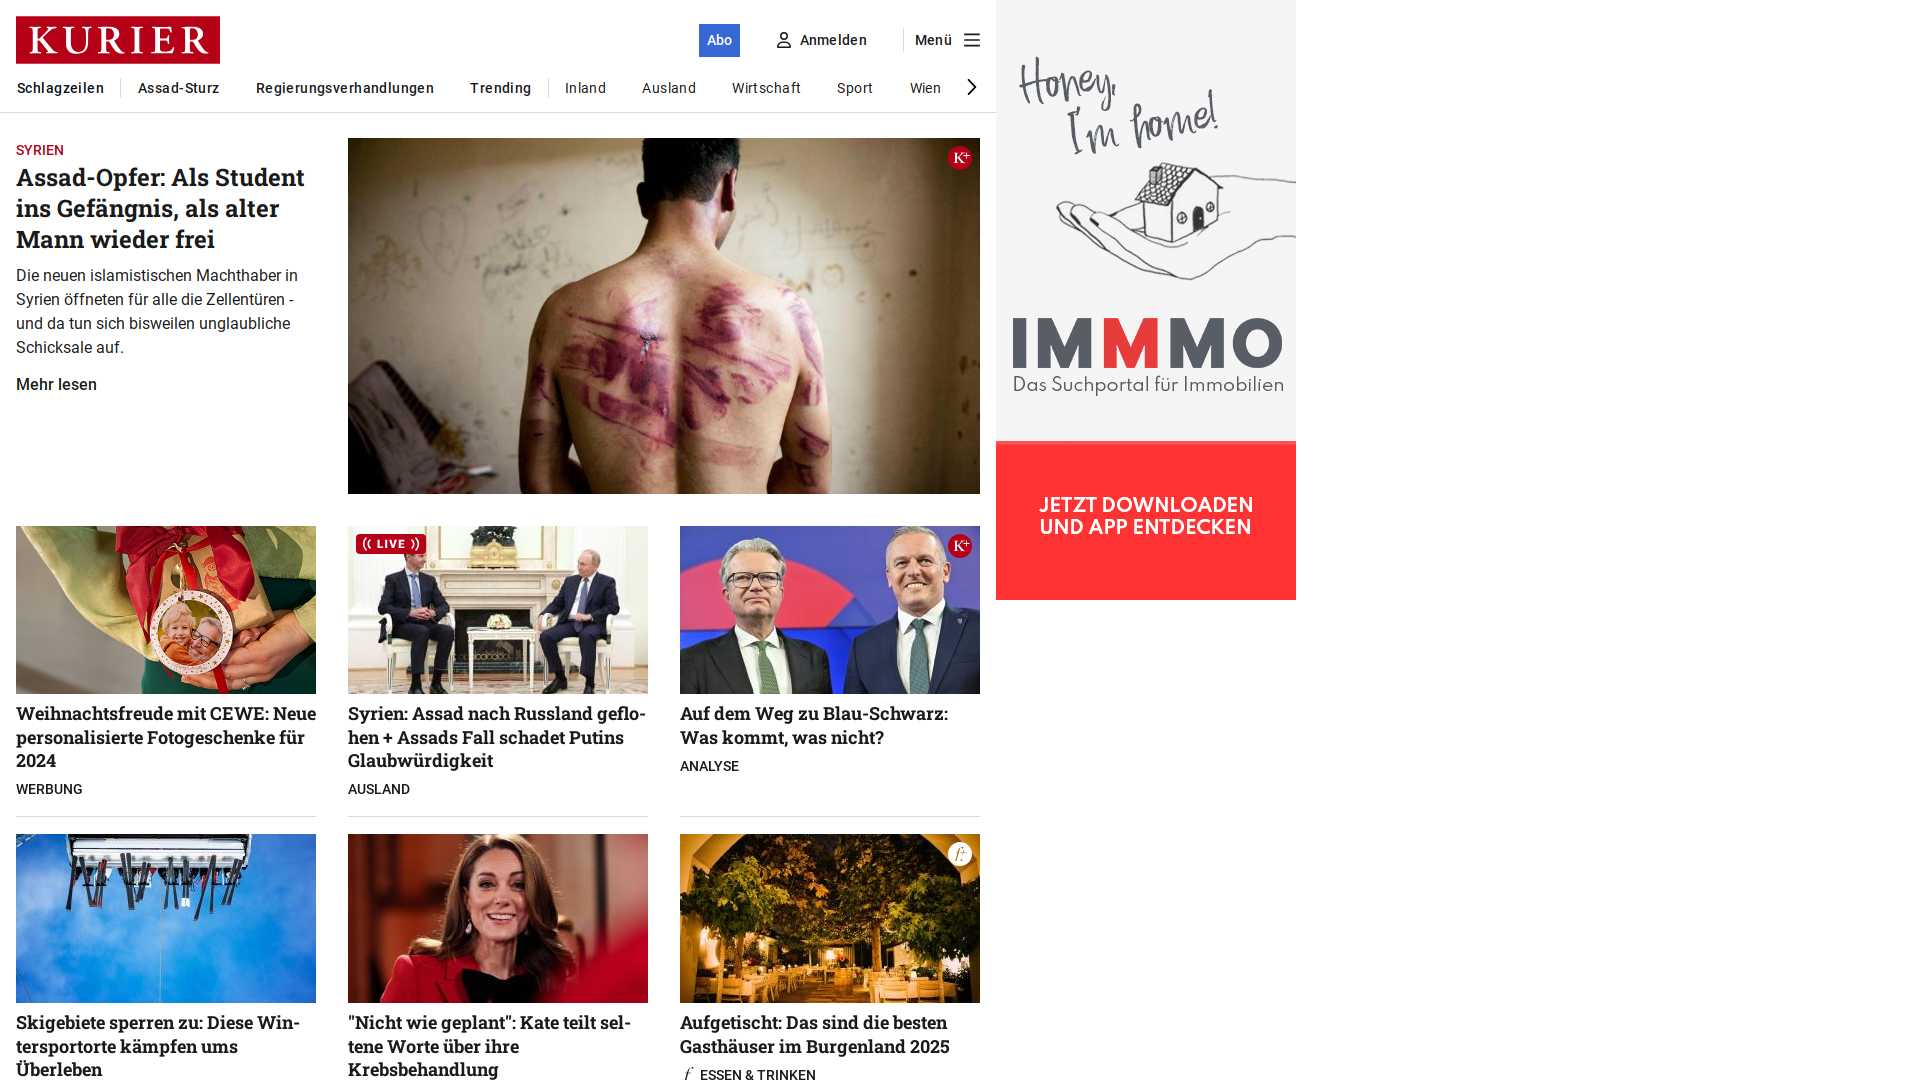 KURIER
Abo
Anmelden
Menü
Schlagzeilen
Assad-Sturz
Regierungsverhandlungen
Trending
Inland
Ausland
Wirtschaft
Sport
Wien
SYRIEN
Assad-Opfer: Als Student
ins Gefängnis, als alter
Mann wieder frei
Die neuen islamistischen Machthaber in
Syrien öffneten für alle die Zellentüren -
und da tun sich bisweilen unglaubliche
Schicksale auf.
Mehr lesen
K+
Weihnachtsfreude mit CEWE: Neue
personalisierte Fotogeschenke für
2024
WERBUNG
LIVE
Syrien: Assad nach Russland geflo-
hen + Assads Fall schadet Putins
Glaubwürdigkeit
AUSLAND
K+
Auf dem Weg zu Blau-Schwarz:
Was kommt, was nicht?
ANALYSE
Skigebiete sperren zu: Diese Win-
tersportorte kämpfen ums
Überleben
"Nicht wie geplant": Kate teilt sel-
tene Worte über ihre
Krebsbehandlung
f+
Aufgetischt: Das sind die besten
Gasthäuser im Burgenland 2025
f ESSEN & TRINKEN
Honey,
I'm home!
IMMMO
Das Suchportal für Immobilien
JETZT DOWNLOADEN
UND APP ENTDECKEN